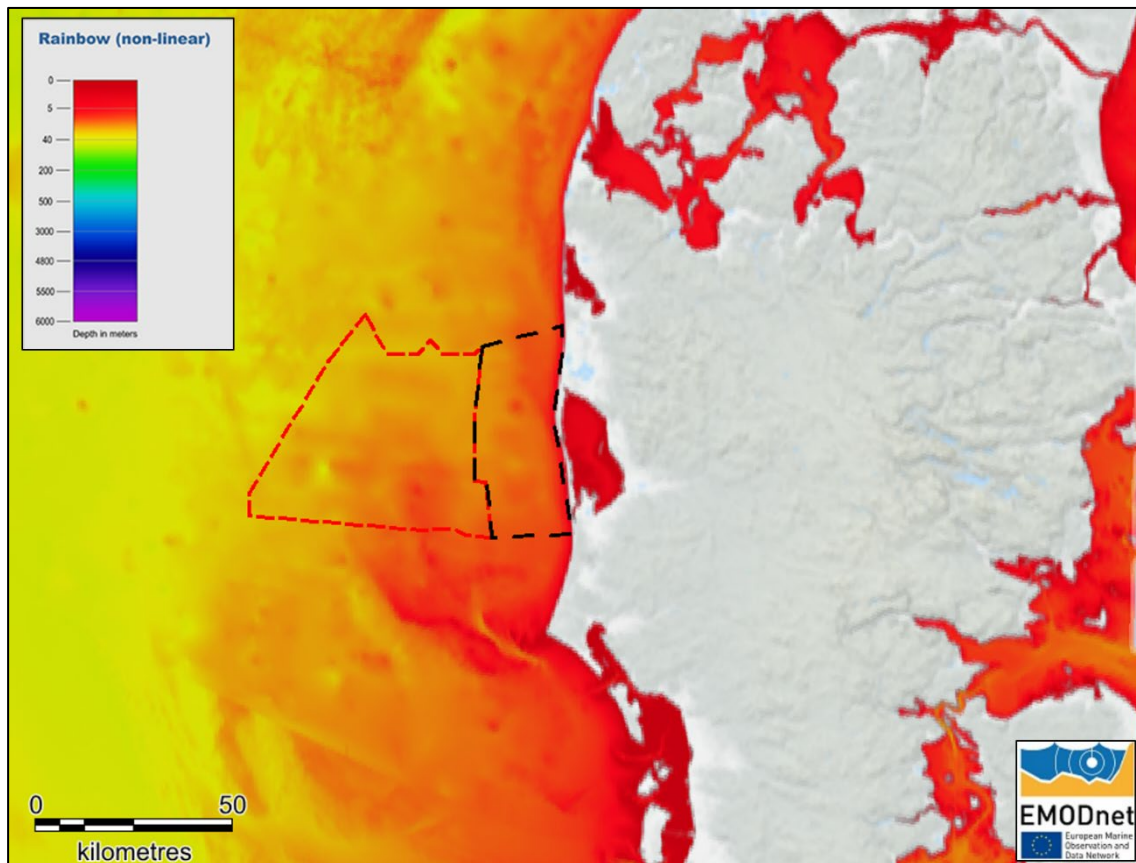 Rainbow (non-linear)
0
5
40
200
500
3000
4800
5500
6000
Depth in meters
0 50
kilometres
EMODnet
European Marine
Observation and
Data Network